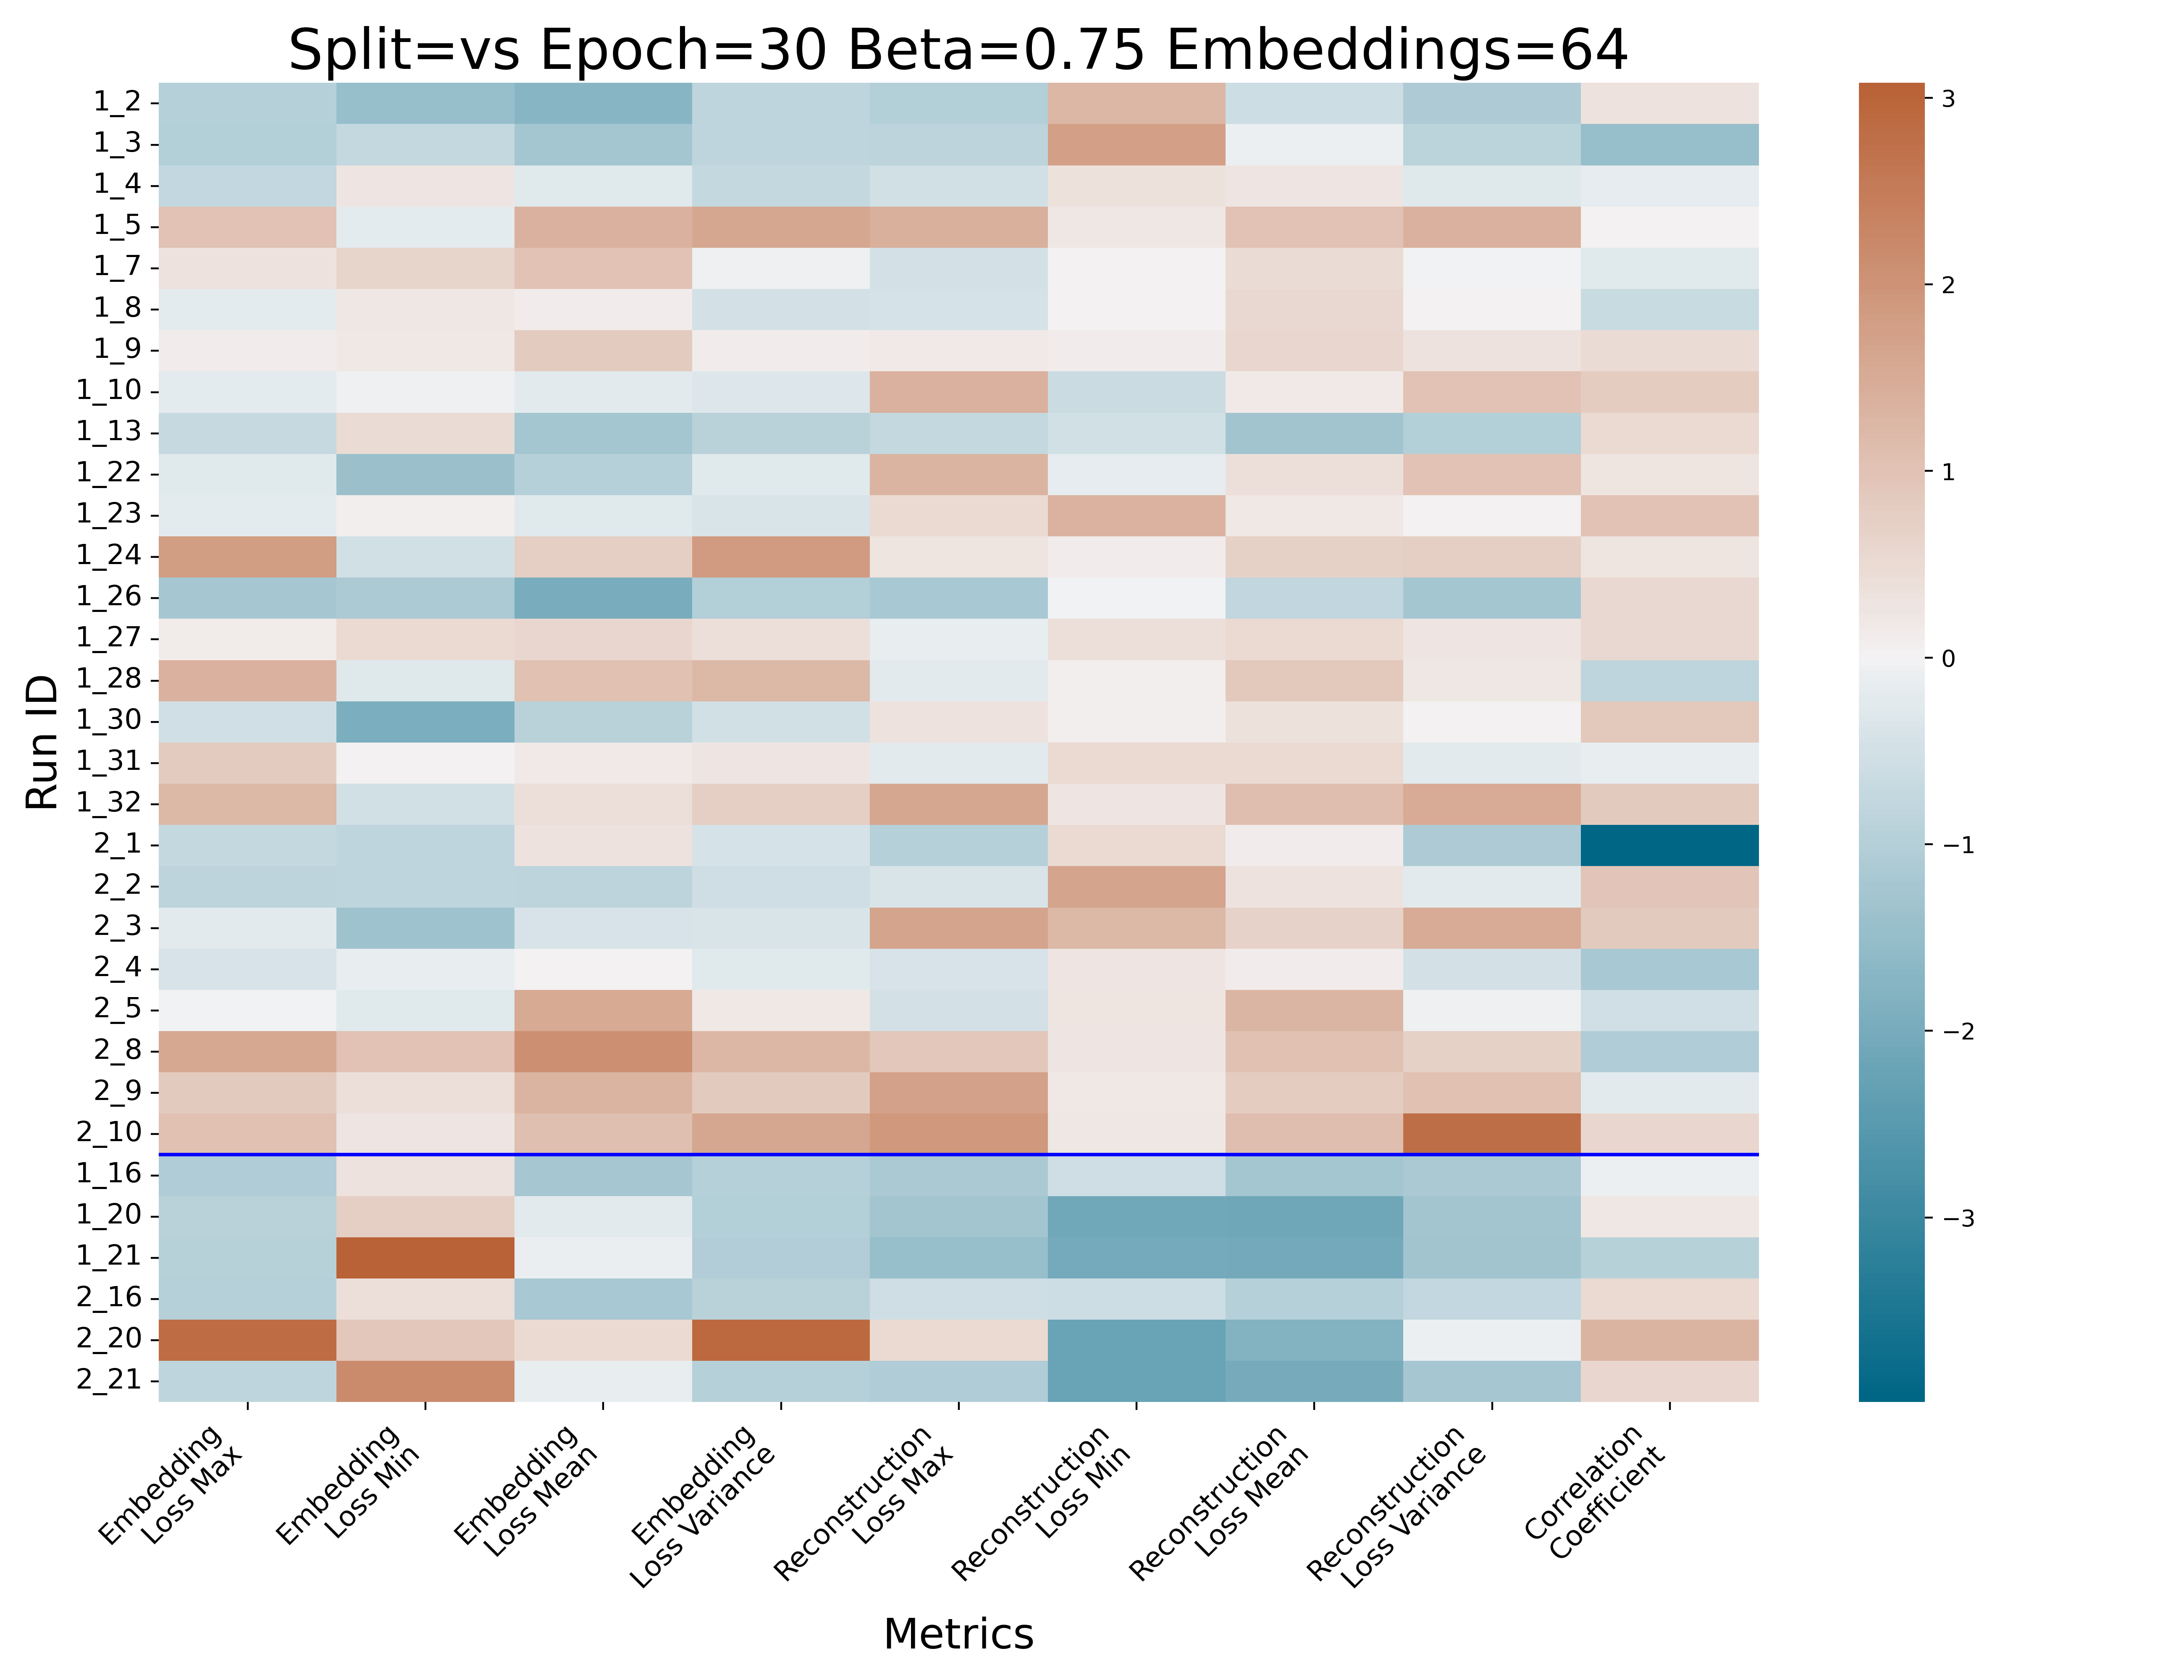 Split=vs Epoch=30 Beta=0.75 Embeddings=64
Run ID
1_2
1_3
1_4
1_5
1_7
1_8
1_9
1_10
1_13
1_22
1_23
1_24
1_26
1_27
1_28
1_30
1_31
1_32
2_1
2_2
2_3
2_4
2_5
2_8
2_9
2_10
1_16
1_20
1_21
2_16
2_20
2_21
Embedding
Loss Max
Embedding
Loss Min
Embedding
Loss Mean
Embedding
Loss Variance
Reconstruction
Loss Max
Reconstruction
Loss Min
Reconstruction
Loss Mean
Reconstruction
Loss Variance
Correlation
Coefficient
Metrics
3
2
1
0
−1
−2
−3